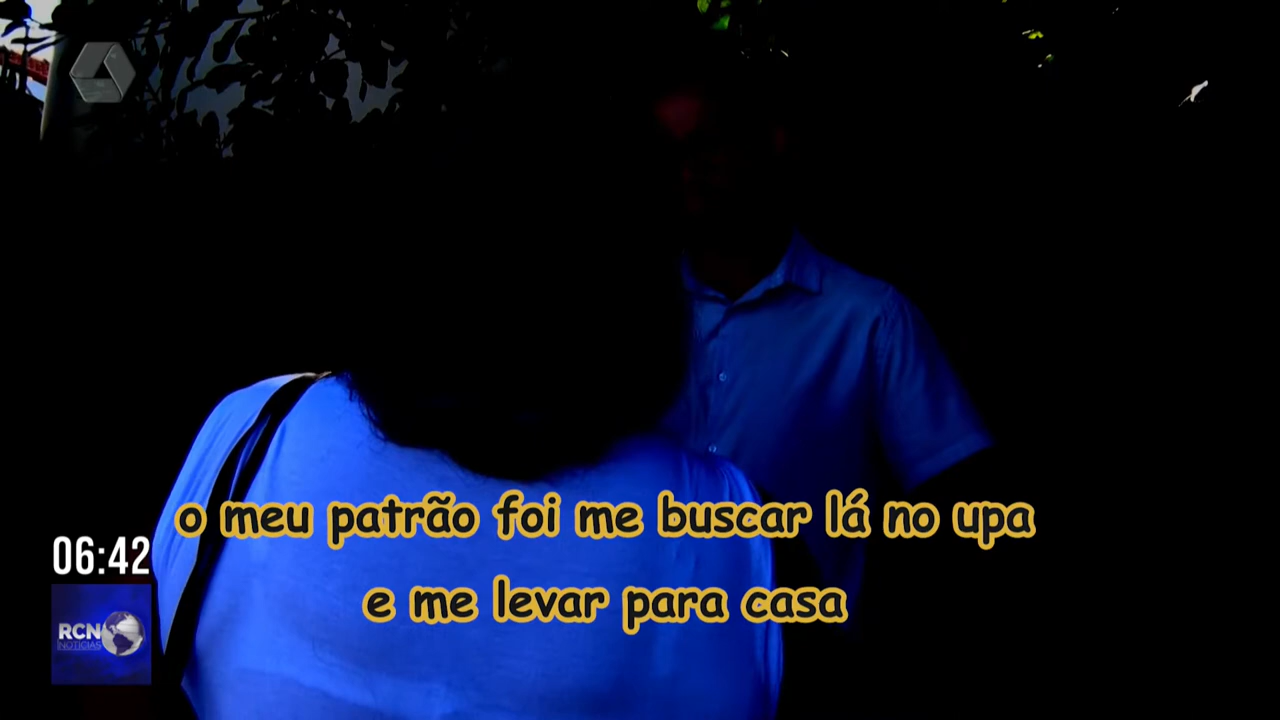 o meu patrão foi me buscar lá no upa
e me levar para casa
06:42
RCN
NOTÍCIAS